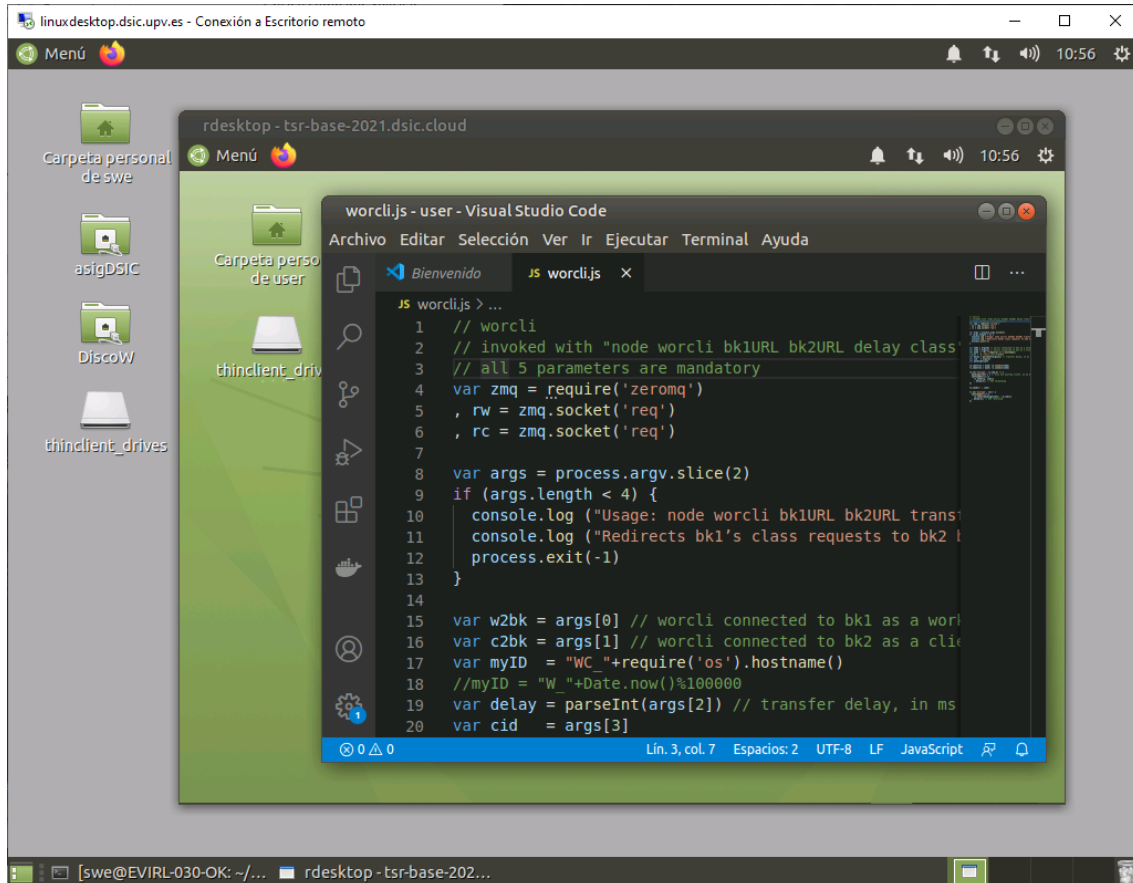 linuxdesktop.dsic.upv.es - Conexión a Escritorio remoto
Menú
10:56
Carpeta personal
de swe
asigDSIC
DiscoW
thinclient_drives
rdesktop - tsr-base-2021.dsic.cloud
Menú
10:56
Carpeta perso
de user
thinclient_driv
worcli.js - user - Visual Studio Code
Archivo Editar Selección Ver Ir Ejecutar Terminal Ayuda
Bienvenido
JS worcli.js
JS worcli.js > ...
1 // worcli
2 // invoked with "node worcli bk1URL bk2URL delay class"
3 // all 5 parameters are mandatory
4 var zmq = require('zeromq')
5 , rw = zmq.socket('req')
6 , rc = zmq.socket('req')
7
8 var args = process.argv.slice(2)
9 if (args.length < 4) {
10 console.log ("Usage: node worcli bk1URL bk2URL trans
11 console.log ("Redirects bk1’s class requests to bk2
12 process.exit(-1)
13 }
14
15 var w2bk = args[0] // worcli connected to bk1 as a wor
16 var c2bk = args[1] // worcli connected to bk2 as a cli
17 var myID = "WC_"+require('os').hostname()
18 //myID = "W_"+Date.now()%100000
19 var delay = parseInt(args[2]) // transfer delay, in ms
20 var cid = args[3]
1
0 0 Lín. 3, col. 7 Espacios: 2 UTF-8 LF JavaScript
[swe@EVIRL-030-OK: ~/... rdesktop - tsr-base-202...